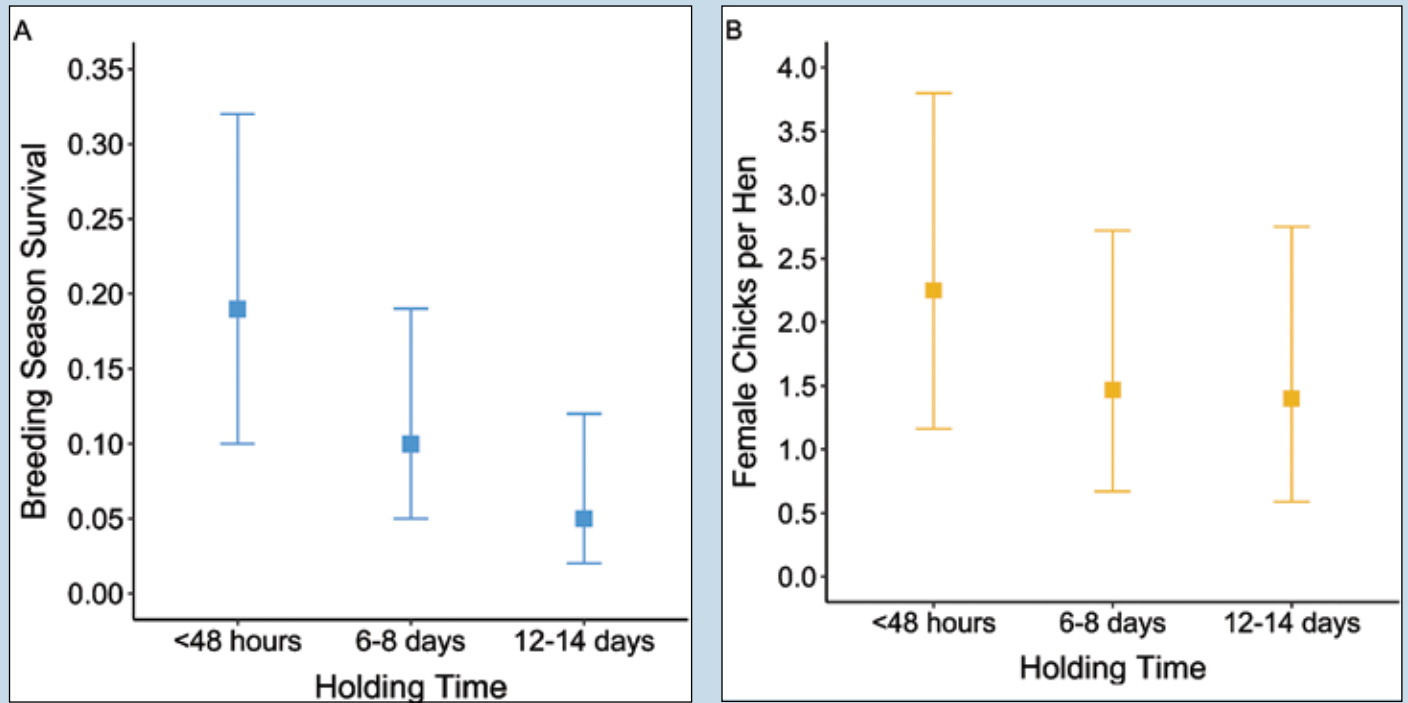 A
Breeding Season Survival
0.35
0.30
0.25
0.20
0.15
0.10
0.05
0.00
<48 hours 6-8 days 12-14 days
Holding Time
B
Female Chicks per Hen
4.0
3.5
3.0
2.5
2.0
1.5
1.0
0.5
0.0
<48 hours 6-8 days 12-14 days
Holding Time